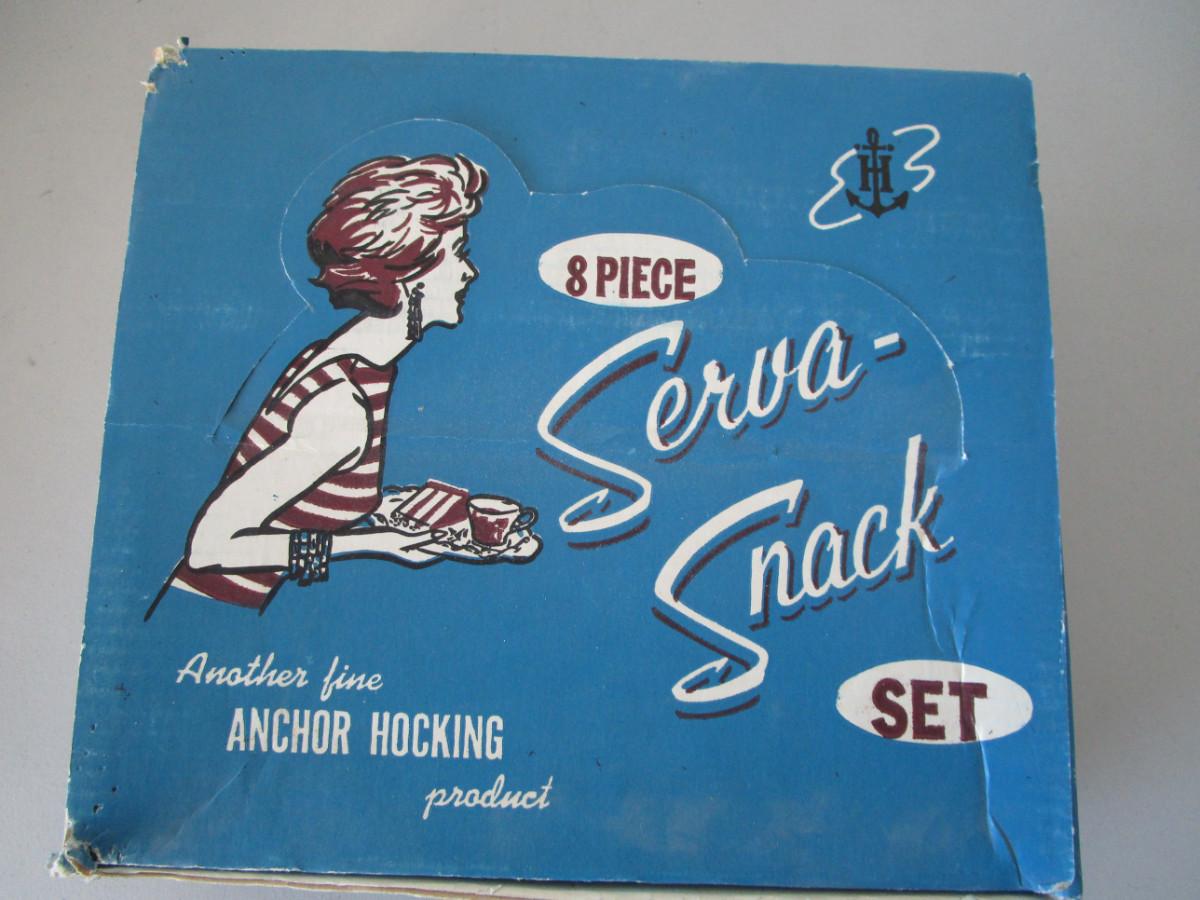 H
8 PIECE
Serva-
Snack
SET
Another fine
ANCHOR HOCKING
product